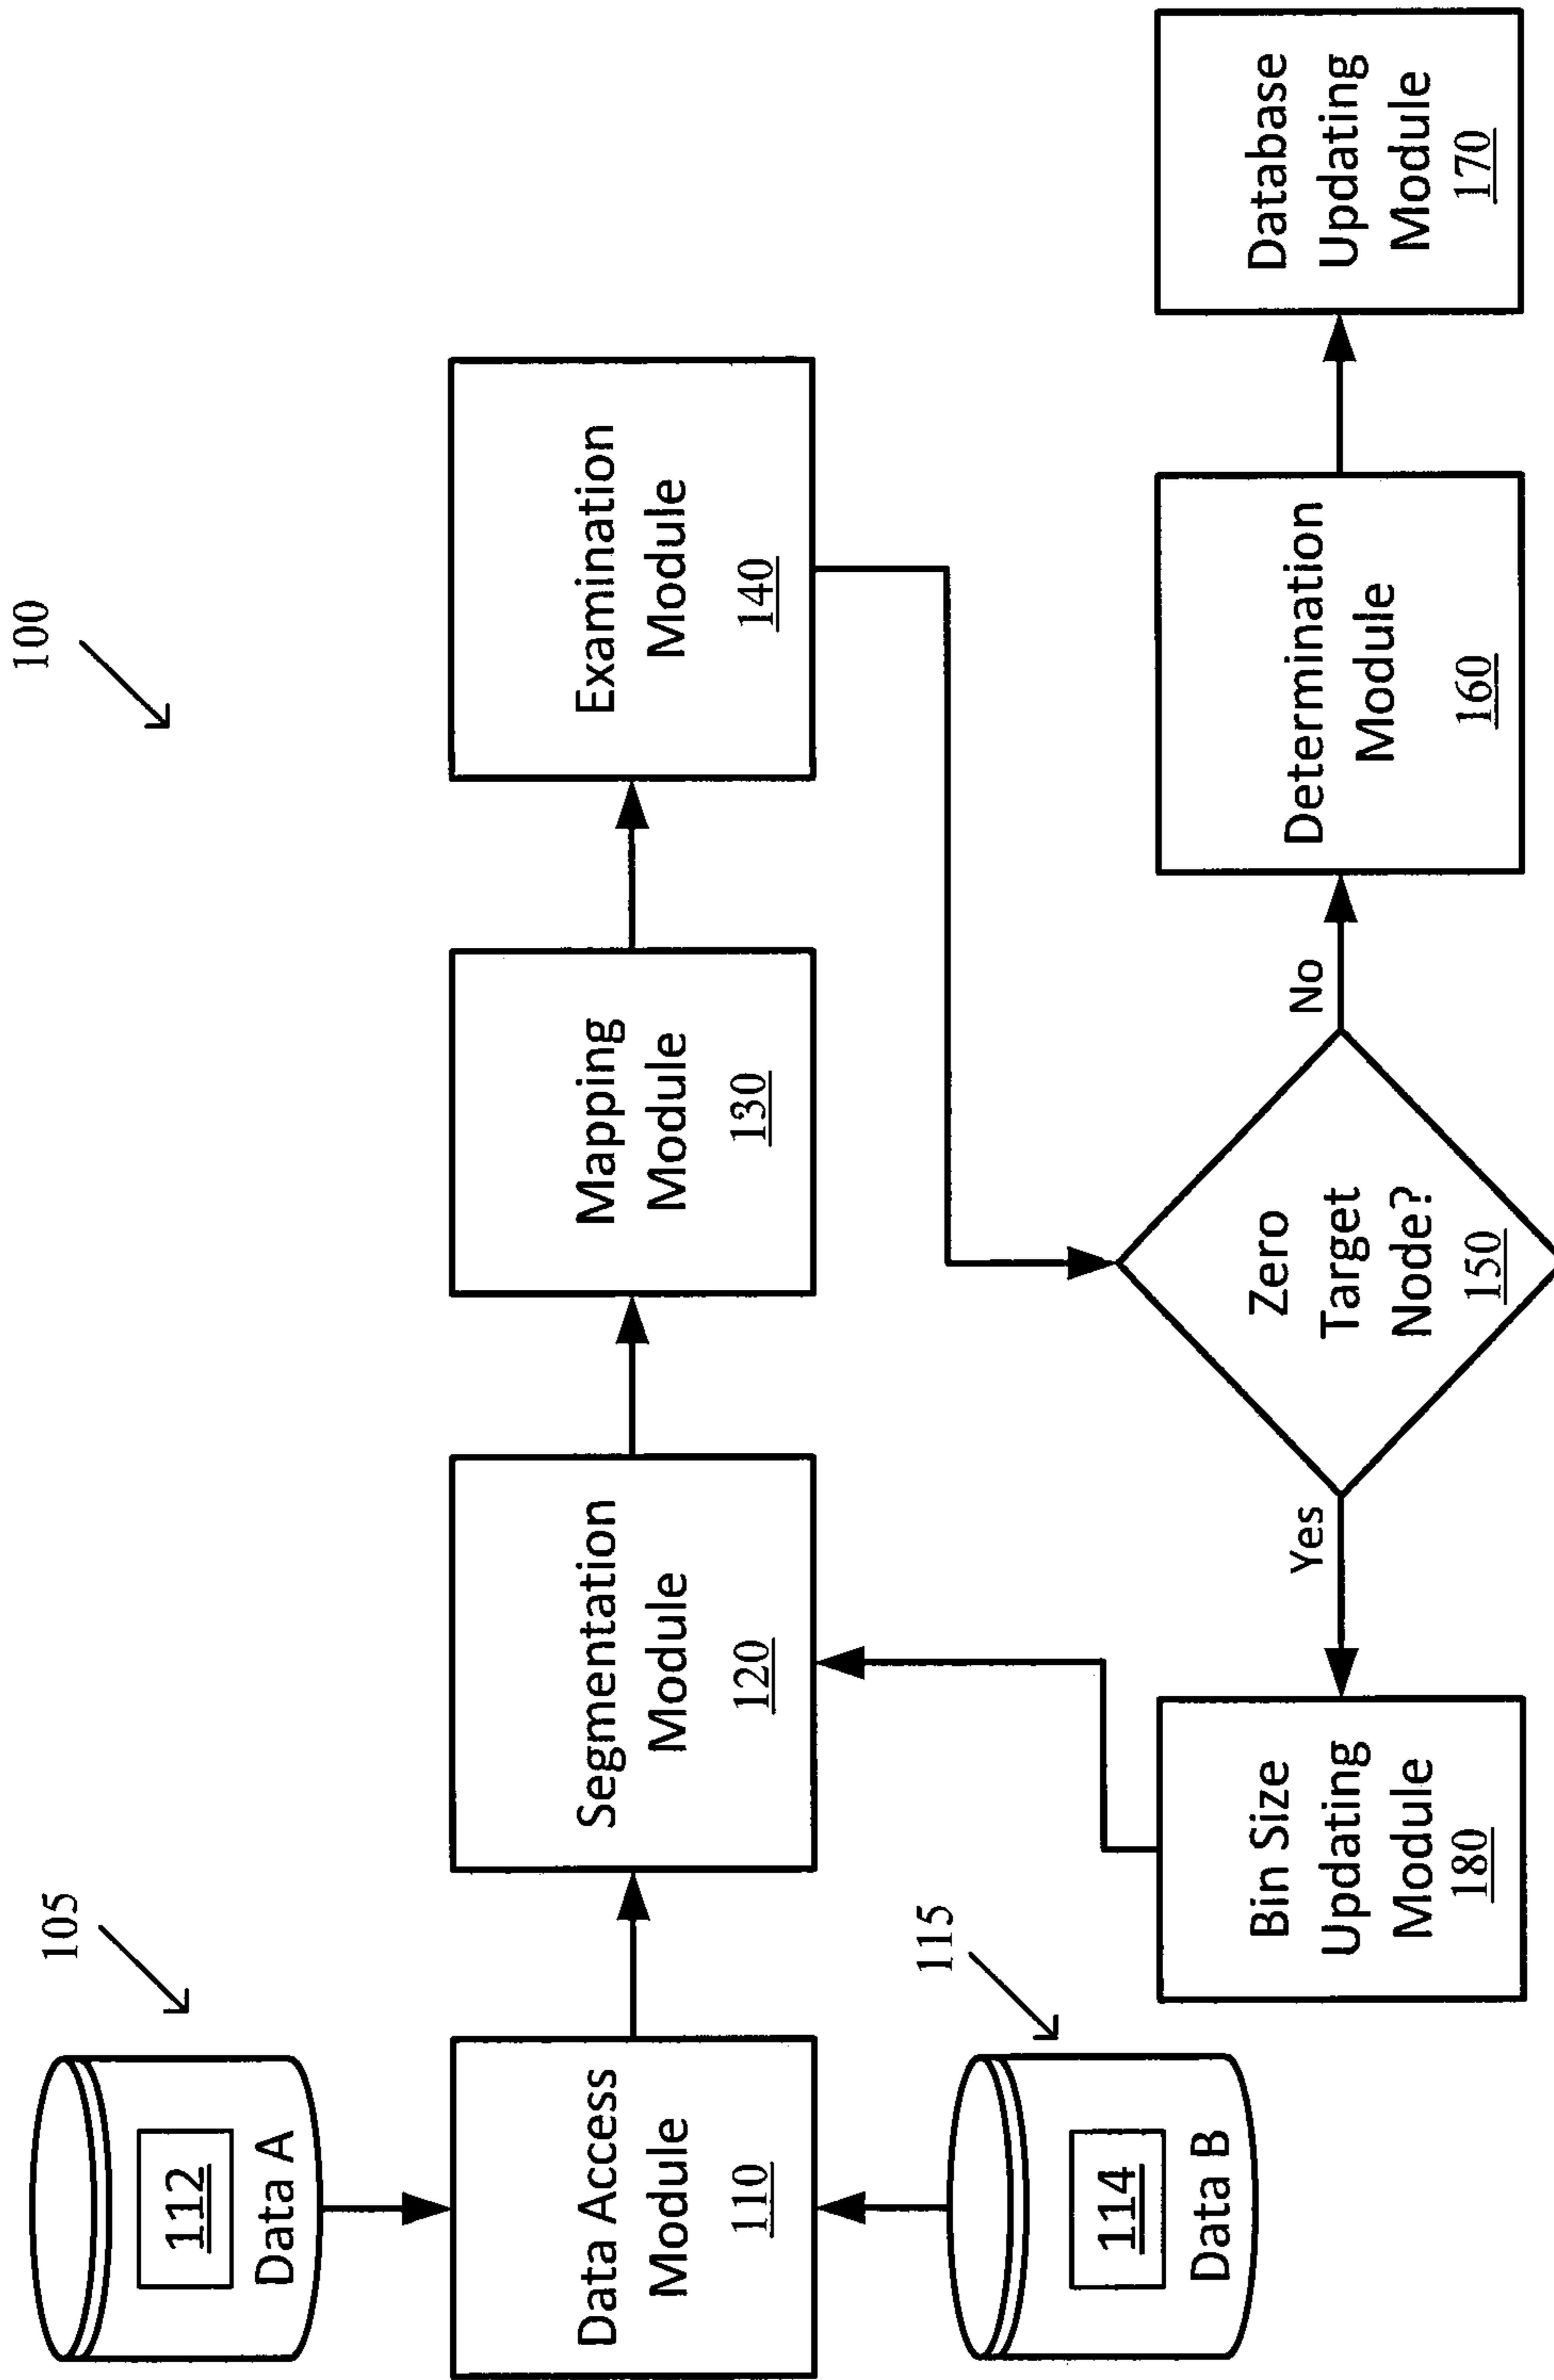 100
105
112
Data A
Data Access
Module
110
Segmentation
Module
120
Mapping
Module
130
Examination
Module
140
115
114
Data B
Bin Size
Updating
Module
180
Yes
Zero
Target
Node?
150
No
Determination
Module
160
Database
Updating
Module
170